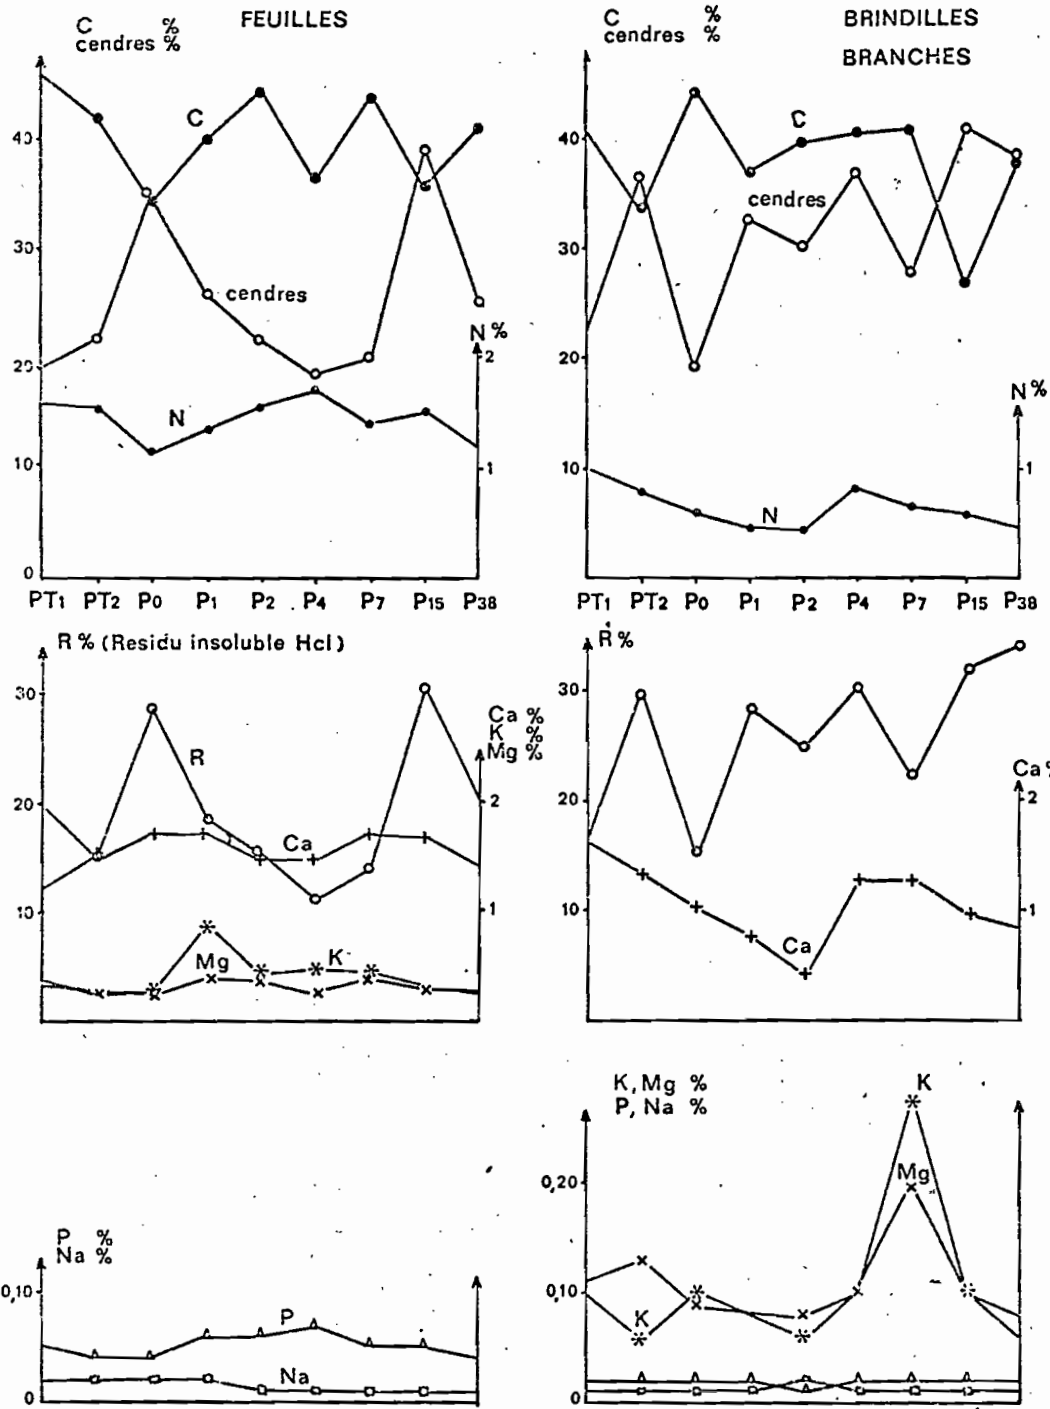 FEUILLES
C %
cendres %
40
30
20
10
0
C
cendres
N
N %
2
1
PT1 PT2 P0 P1 P2 P4 P7 P15 P38
BRINDILLES
BRANCHES
C %
cendres %
40
30
20
10
C
cendres
N
N %
1
PT1 PT2 P0 P1 P2 P4 P7 P15 P38
R % (Residu insoluble Hcl)
30
20
10
R
Ca
Mg
K
Ca %
K %
Mg %
2
1
R %
30
20
10
Ca
Ca %
2
1
P %
Na %
0,10
0
P
Na
K, Mg %
P, Na %
0,20
0,10
0
K
Mg
K